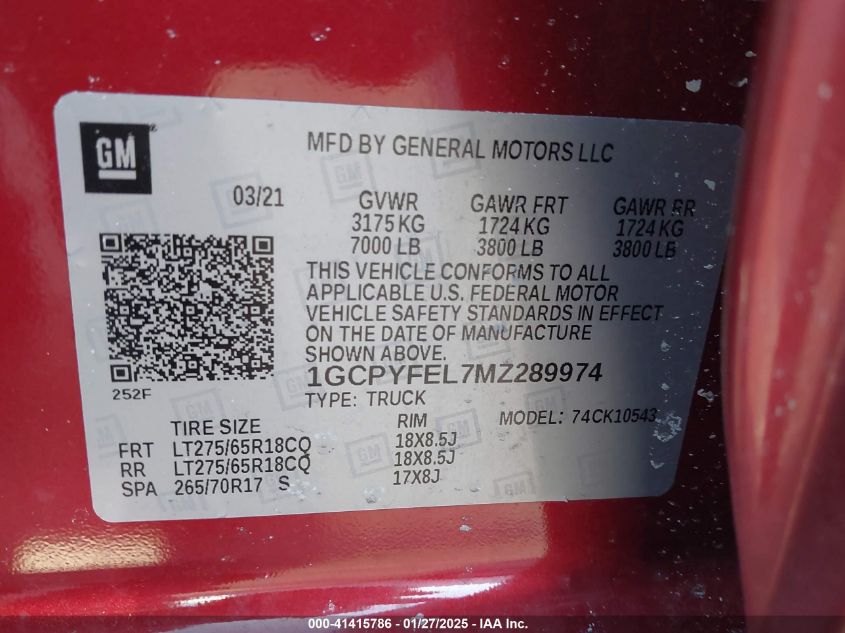 GM
MFD BY GENERAL MOTORS LLC
03/21
GVWR GAWR FRT GAWR RR
3175 KG 1724 KG 1724 KG
7000 LB 3800 LB 3800 LB
THIS VEHICLE CONFORMS TO ALL
APPLICABLE U.S. FEDERAL MOTOR
VEHICLE SAFETY STANDARDS IN EFFECT
ON THE DATE OF MANUFACTURE
SHOWN ABOVE.
1GCPYFEL7MZ289974
252F
TYPE: TRUCK
MODEL: 74CK10543
TIRE SIZE RIM
FRT LT275/65R18CQ 18X8.5J
RR LT275/65R18CQ 18X8.5J
SPA 265/70R17 S 17X8J
000-41415786 - 01/27/2025 - IAA Inc.